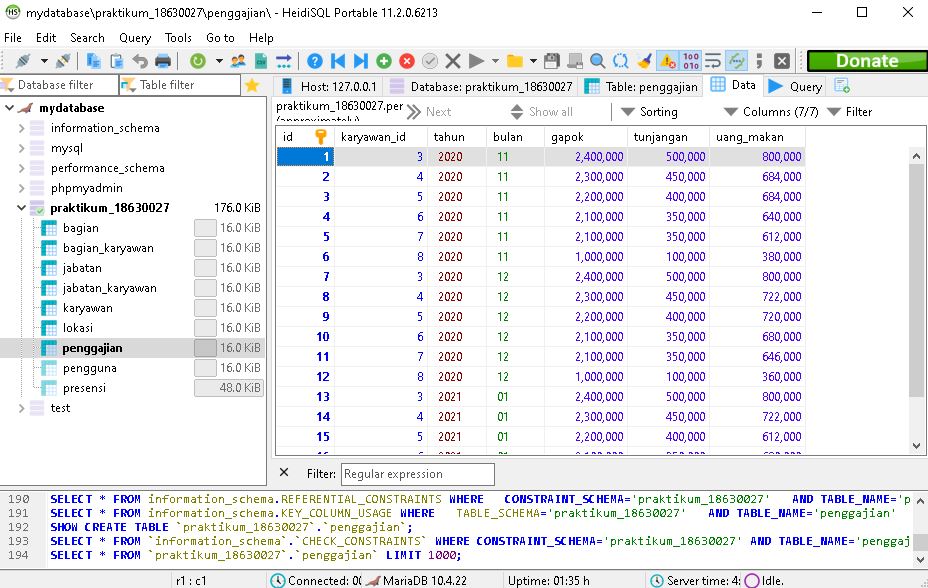 mydatabase\praktikum_18630027\penggajian\ - HeidiSQL Portable 11.2.0.6213
File Edit Search Query Tools Go to Help
Donate
Database filter Table filter Host: 127.0.0.1 Database: praktikum_18630027 Table: penggajian Data Query
mydatabase
information_schema
mysql
performance_schema
phpmyadmin
praktikum_18630027 176.0 KiB
bagian 16.0 KiB
bagian_karyawan 16.0 KiB
jabatan 16.0 KiB
jabatan_karyawan 16.0 KiB
karyawan 16.0 KiB
lokasi 16.0 KiB
penggajian 16.0 KiB
pengguna 16.0 KiB
presensi 48.0 KiB
test
praktikum_18630027.per
(approximately) Next Show all Sorting Columns (7/7) Filter
id karyawan_id tahun bulan gapok tunjangan uang_makan
1 3 2020 11 2,400,000 500,000 800,000
2 4 2020 11 2,300,000 450,000 684,000
3 5 2020 11 2,200,000 400,000 684,000
4 6 2020 11 2,100,000 350,000 640,000
5 7 2020 11 2,100,000 350,000 612,000
6 8 2020 11 1,000,000 100,000 380,000
7 3 2020 12 2,400,000 500,000 800,000
8 4 2020 12 2,300,000 450,000 722,000
9 5 2020 12 2,200,000 400,000 720,000
10 6 2020 12 2,100,000 350,000 680,000
11 7 2020 12 2,100,000 350,000 646,000
12 8 2020 12 1,000,000 100,000 360,000
13 3 2021 01 2,400,000 500,000 800,000
14 4 2021 01 2,300,000 450,000 722,000
15 5 2021 01 2,200,000 400,000 612,000
Filter: Regular expression
190 SELECT * FROM information_schema.REFERENTIAL_CONSTRAINTS WHERE CONSTRAINT_SCHEMA='praktikum_18630027' AND TABLE_NAME='p
191 SELECT * FROM information_schema.KEY_COLUMN_USAGE WHERE TABLE_SCHEMA='praktikum_18630027' AND TABLE_NAME='penggajian'
192 SHOW CREATE TABLE `praktikum_18630027`.`penggajian`;
193 SELECT * FROM `information_schema`.`CHECK_CONSTRAINTS` WHERE CONSTRAINT_SCHEMA='praktikum_18630027' AND TABLE_NAME='penggaj
194 SELECT * FROM `praktikum_18630027`.`penggajian` LIMIT 1000;
r1 : c1 Connected: 00 MariaDB 10.4.22 Uptime: 01:35 h Server time: 4: Idle.